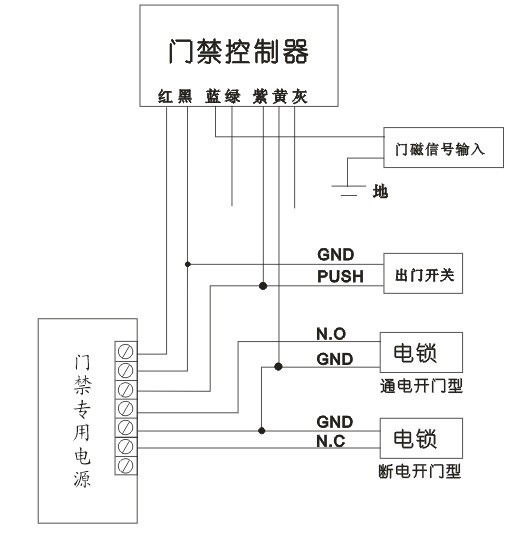 门禁控制器
红 黑 蓝 绿 紫 黄 灰
门磁信号输入
地
GND
PUSH
出门开关
N.O
GND
电锁
通电开门型
GND
N.C
电锁
断电开门型
门禁专用电源